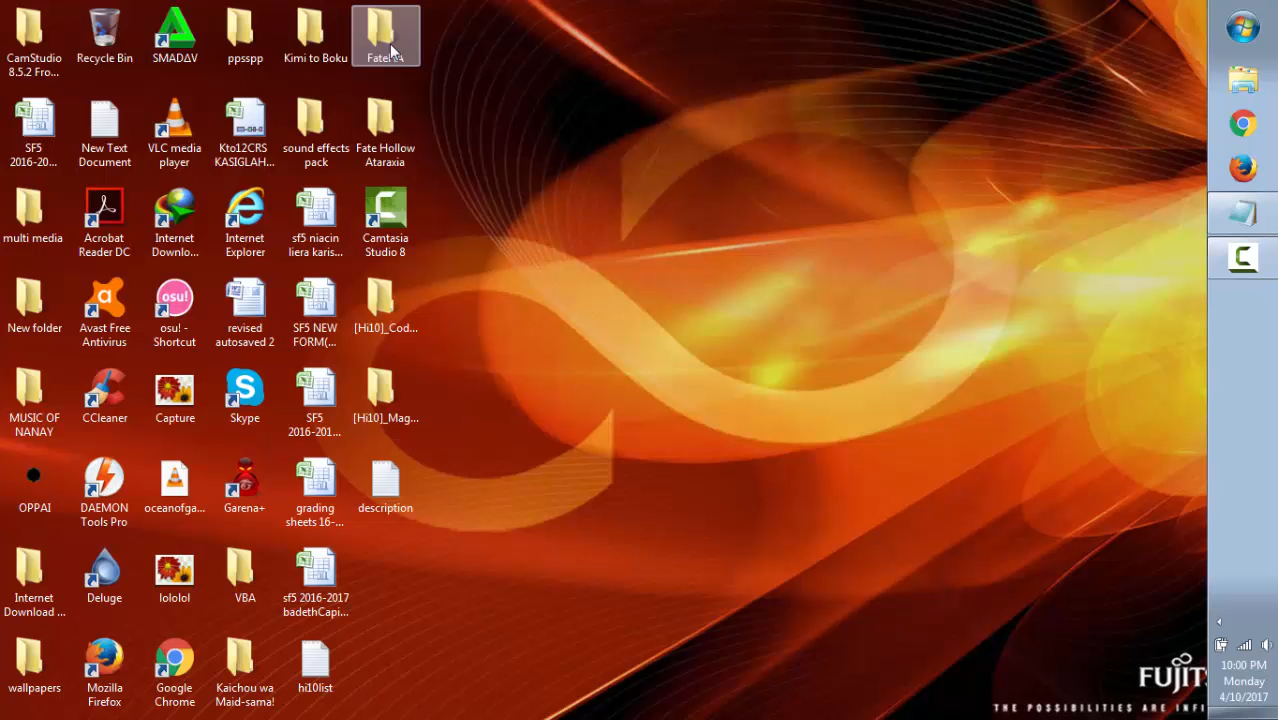 CamStudio
8.5.2 Fro...
Recycle Bin
SMADΔV
ppsspp
Kimi to Boku
SF5
2016-20...
New Text
Document
VLC media
player
Kto12CRS
KASIGLAH...
sound effects
pack
Fate Hollow
Ataraxia
multi media
Acrobat
Reader DC
Internet
Downlo...
Internet
Explorer
sf5 niacin
liera karis...
Camtasia
Studio 8
New folder
Avast Free
Antivirus
osu!
osu! -
Shortcut
revised
autosaved 2
SF5 NEW
FORM(...
[Hi10]_Cod...
MUSIC OF
NANAY
CCleaner
Capture
Skype
SF5
2016-201...
[Hi10]_Mag...
OPPAI
DAEMON
Tools Pro
oceanofga...
Garena+
grading
sheets 16-...
description
Internet
Download ...
Deluge
lololol
VBA
sf5 2016-2017
badethCapi...
wallpapers
Mozilla
Firefox
Google
Chrome
Kaichou wa
Maid-sama!
hi10list
FUJITS
THE POSSIBILITIES ARE INFI
10:00 PM
Monday
4/10/2017